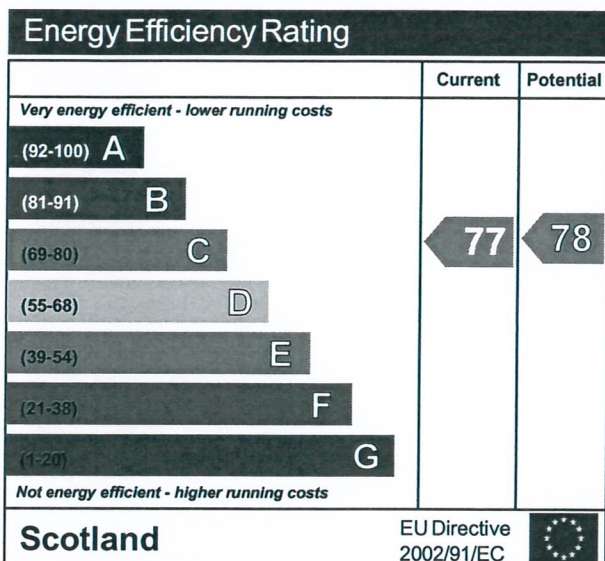 Energy Efficiency Rating
Current Potential
Very energy efficient - lower running costs
(92-100) A
(81-91) B
(69-80) C 77 78
(55-68) D
(39-54) E
(21-38) F
(1-20) G
Not energy efficient - higher running costs
Scotland EU Directive
2002/91/EC